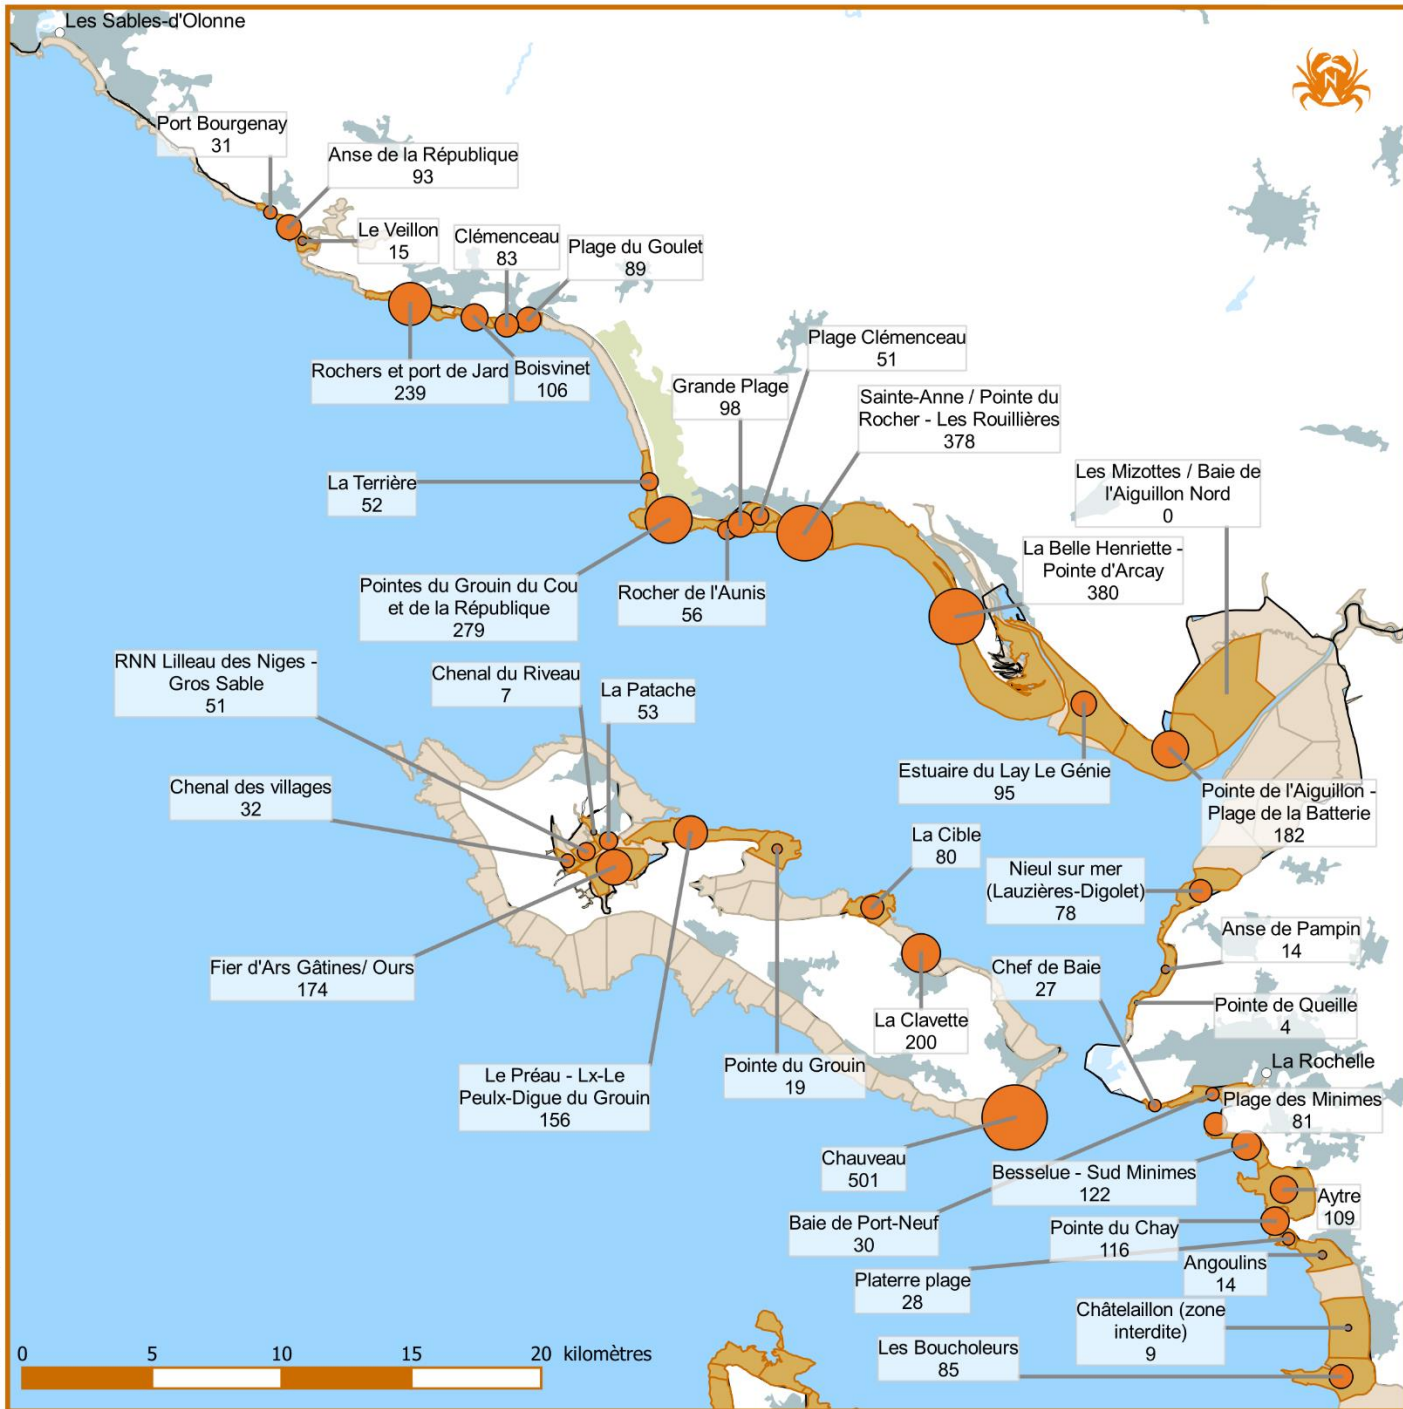 Les Sables-d'Olonne
N
Port Bourgenay
31
Anse de la République
93
Le Veillon
15
Clémenceau
83
Plage du Goulet
89
Rochers et port de Jard
239
Boisvinet
106
Plage Clémenceau
51
Grande Plage
98
Sainte-Anne / Pointe du
Rocher - Les Rouillières
378
Les Mizottes / Baie de
l'Aiguillon Nord
0
La Terrière
52
La Belle Henriette -
Pointe d'Arcay
380
Pointes du Grouin du Cou
et de la République
279
Rocher de l'Aunis
56
RNN Lilleau des Niges -
Gros Sable
51
Chenal du Riveau
7
La Patache
53
Chenal des villages
32
Estuaire du Lay Le Génie
95
Pointe de l'Aiguillon -
Plage de la Batterie
182
La Cible
80
Nieul sur mer
(Lauzières-Digolet)
78
Anse de Pampin
14
Fier d'Ars Gâtines/ Ours
174
Chef de Baie
27
Pointe de Queille
4
La Clavette
200
La Rochelle
Le Préau - Lx-Le
Peulx-Digue du Grouin
156
Pointe du Grouin
19
Plage des Minimes
81
Chauveau
501
Besselue - Sud Minimes
122
Aytre
109
Baie de Port-Neuf
30
Pointe du Chay
116
Angoulins
14
Platerre plage
28
Châtelaillon (zone
interdite)
9
Les Boucholeurs
85
0 5 10 15 20 kilomètres